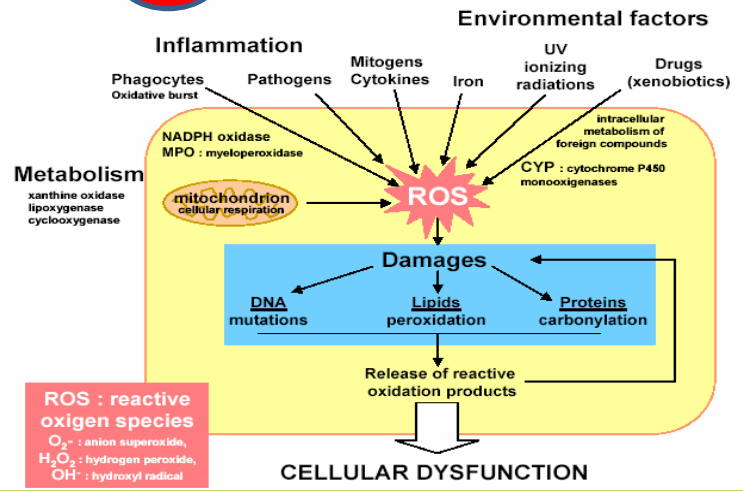 Environmental factors
Inflammation
Phagocytes
Oxidative burst
Pathogens
Mitogens
Cytokines
Iron
UV
ionizing
radiations
Drugs
(xenobiotics)
NADPH oxidase
MPO : myeloperoxidase
intracellular
metabolism of
foreign compounds
CYP : cytochrome P450
monooxigenases
Metabolism
xanthine oxidase
lipoxygenase
cyclooxygenase
mitochondrion
cellular respiration
ROS
Damages
DNA
mutations
Lipids
peroxidation
Proteins
carbonylation
Release of reactive
oxidation products
ROS : reactive
oxigen species
O₂⁻ : anion superoxide,
H₂O₂ : hydrogen peroxide,
OH⁻ : hydroxyl radical
CELLULAR DYSFUNCTION